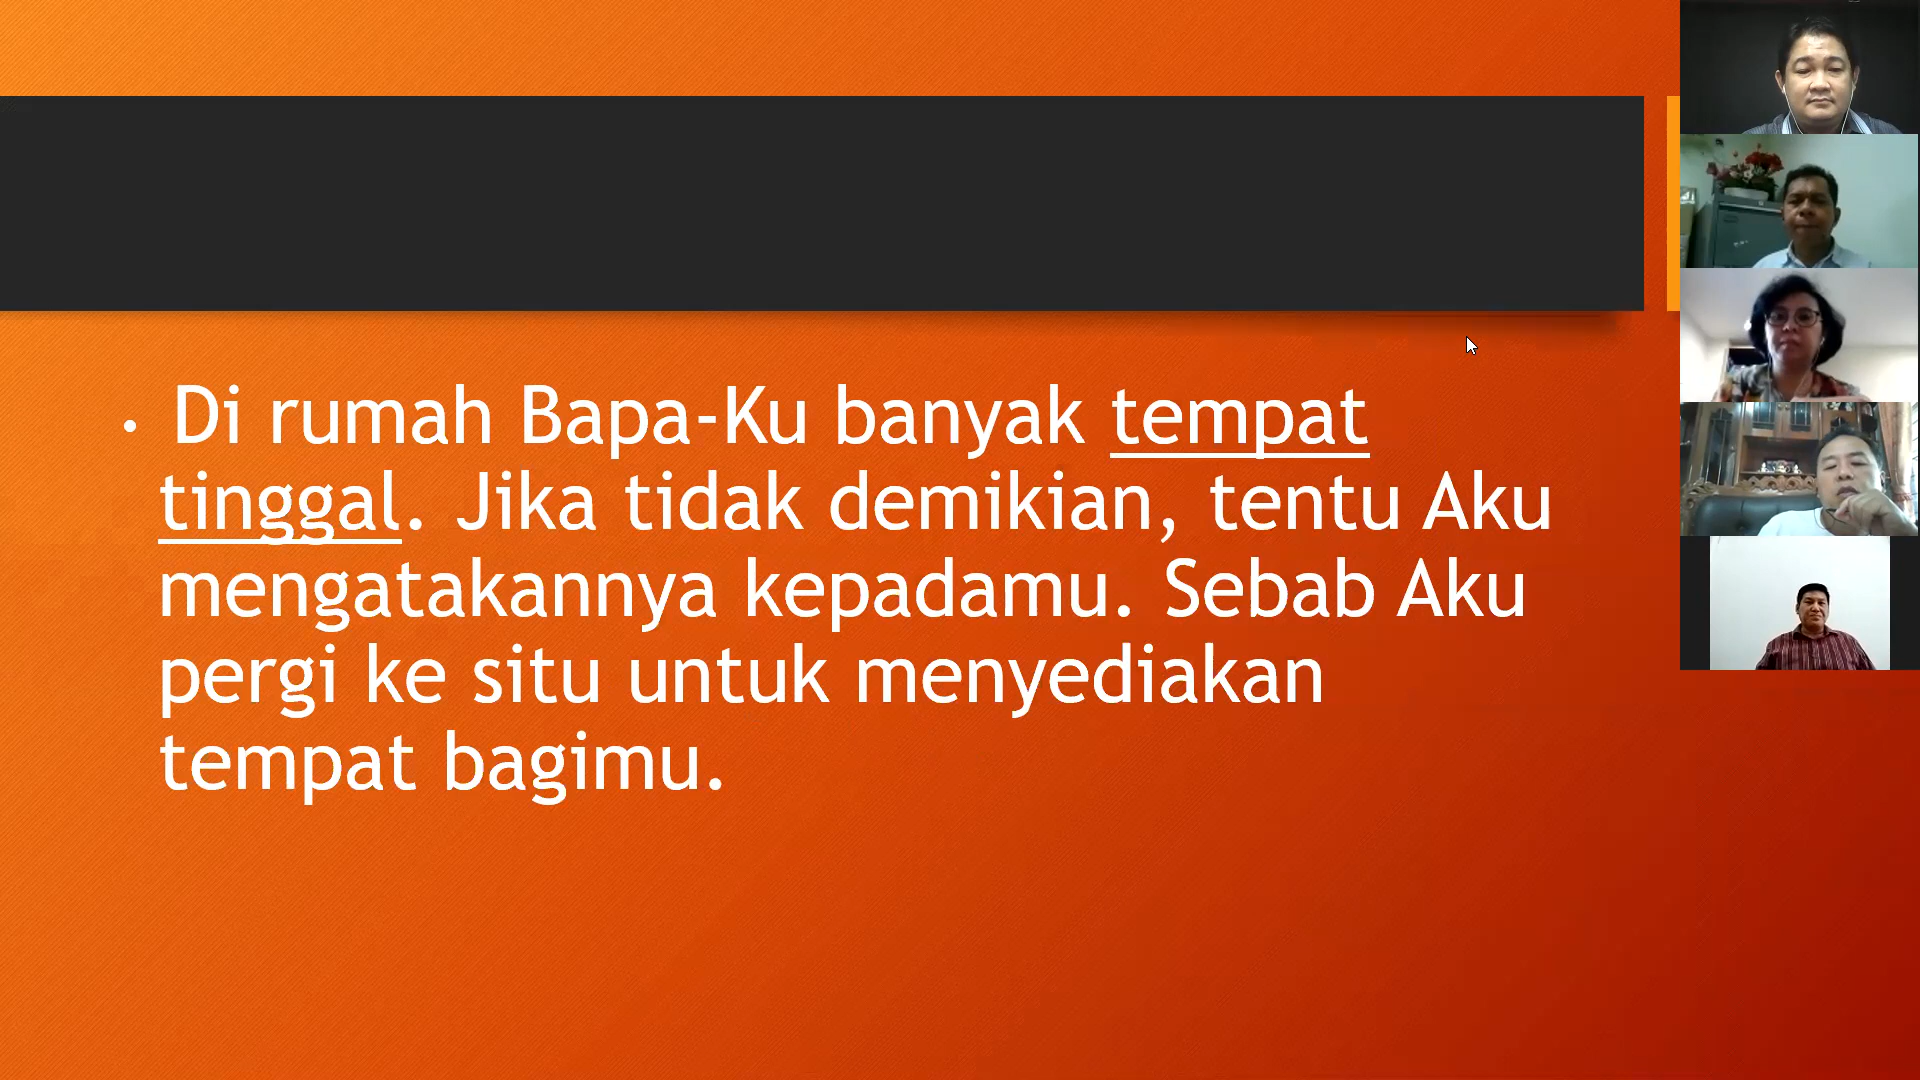 • Di rumah Bapa-Ku banyak tempat
tinggal. Jika tidak demikian, tentu Aku
mengatakannya kepadamu. Sebab Aku
pergi ke situ untuk menyediakan
tempat bagimu.